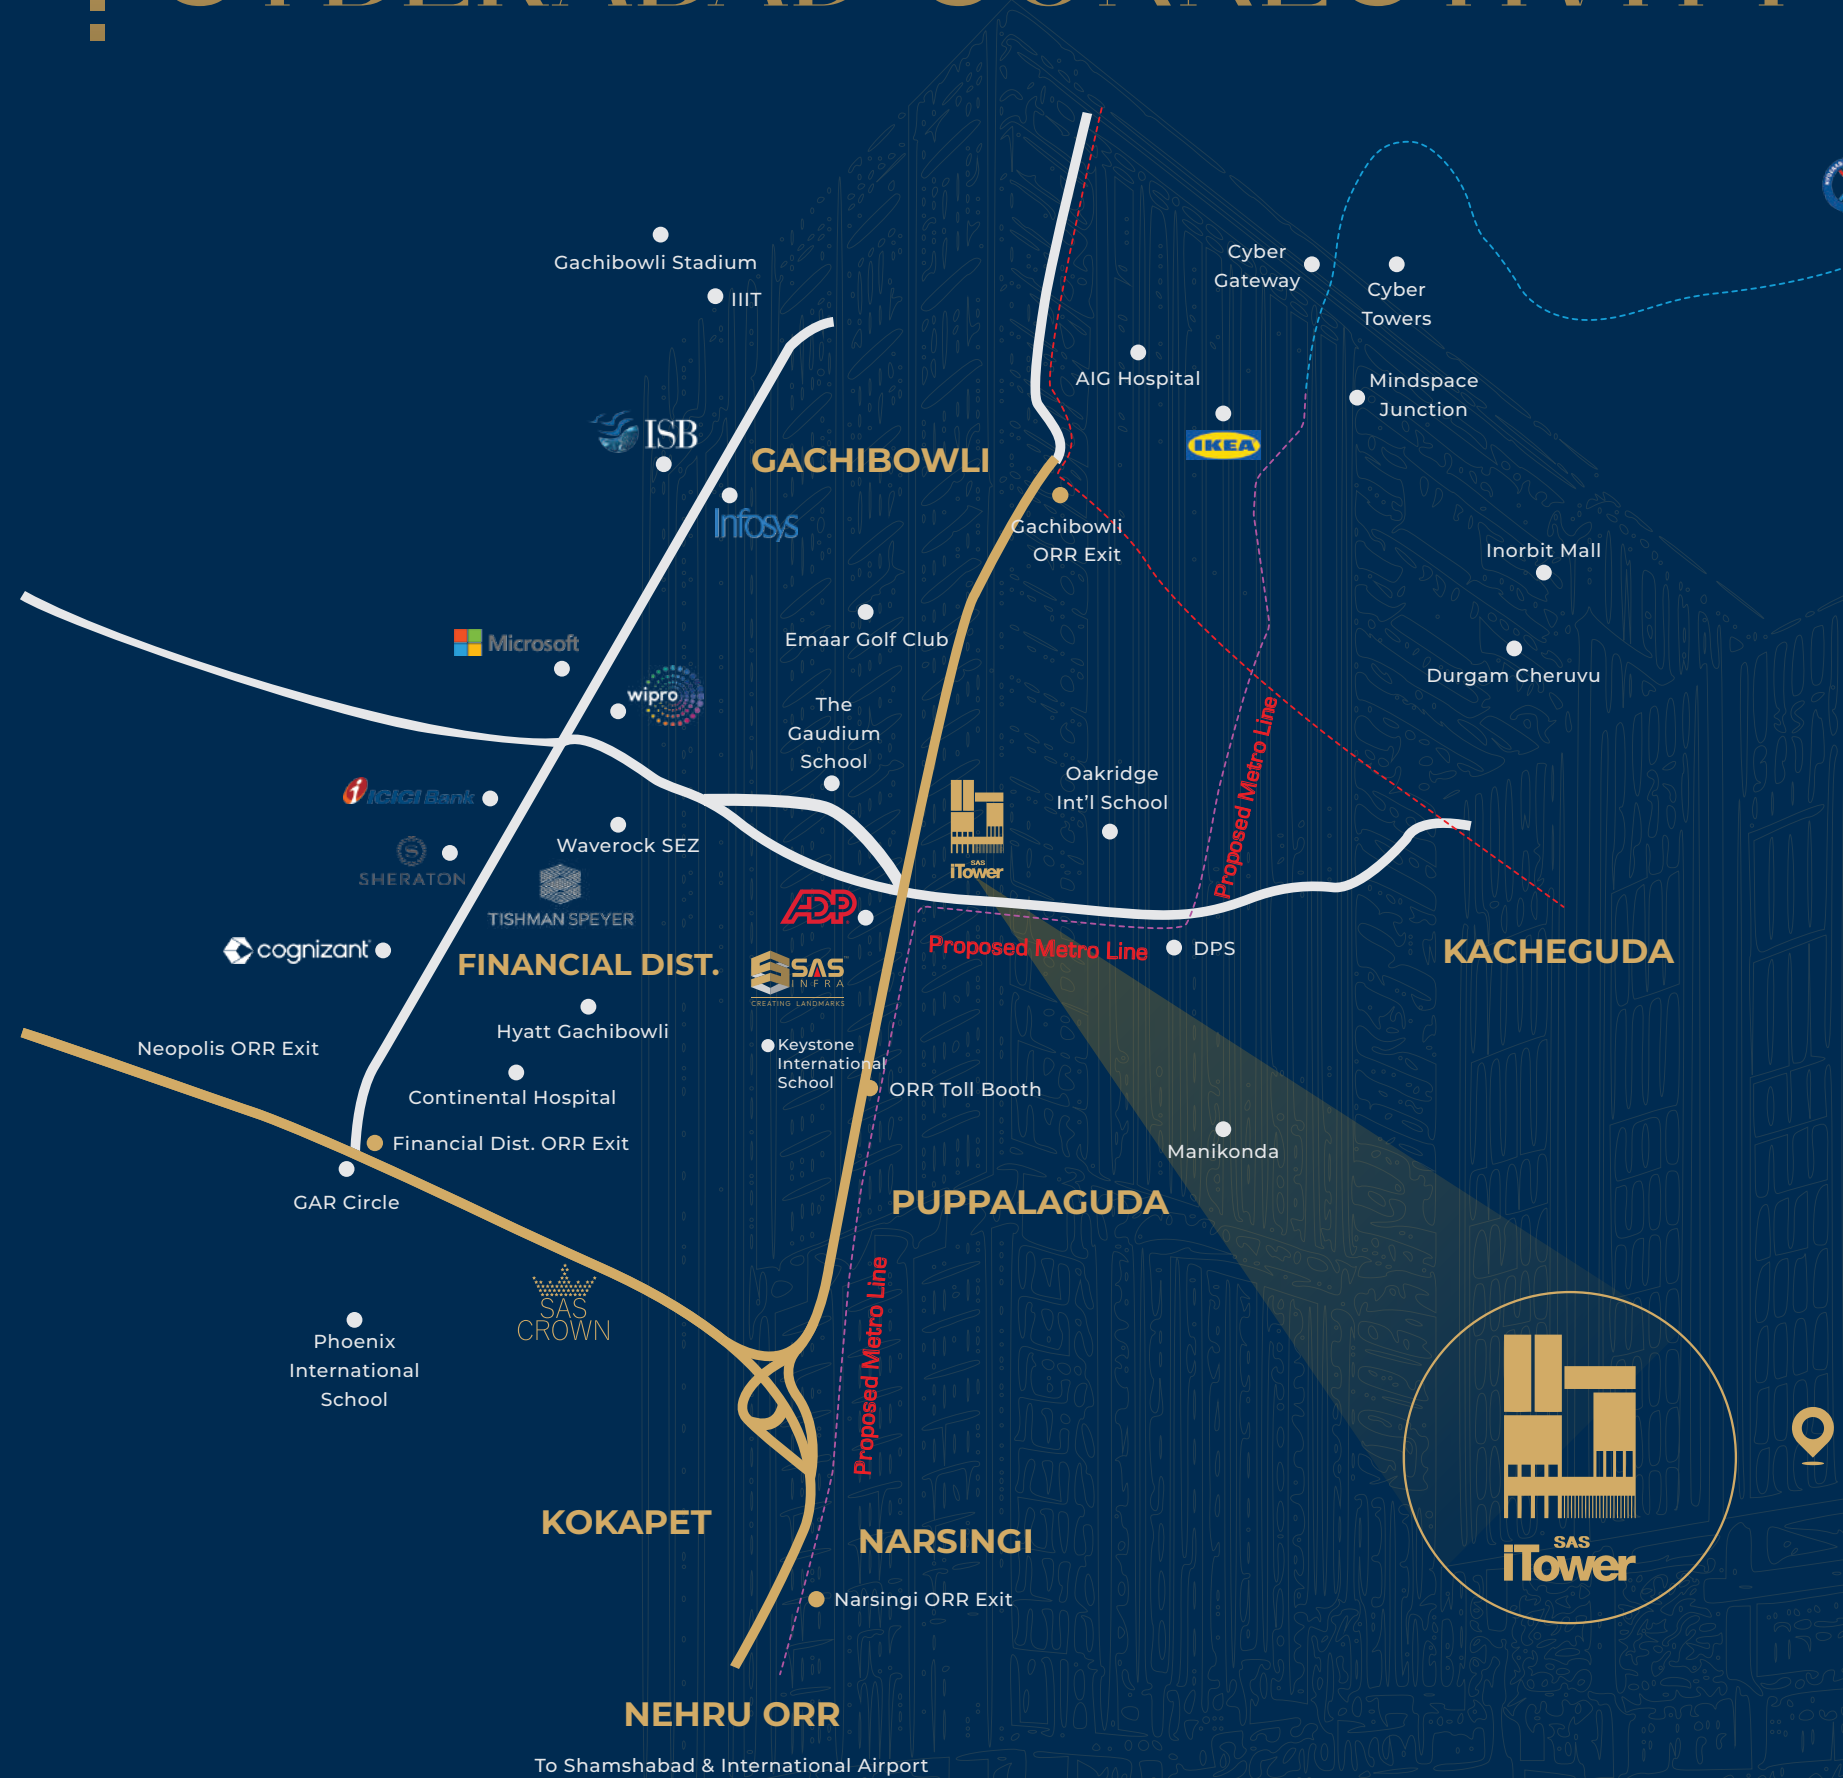 HYDERABAD CONNECTIVITY
Gachibowli Stadium
IIIT
Cyber
Gateway
Cyber
Towers
AIG Hospital
Mindspace
Junction
IKEA
ISB
GACHIBOWLI
Infosys
Gachibowli
ORR Exit
Inorbit Mall
Emaar Golf Club
Microsoft
Durgam Cheruvu
wipro
The
Gaudium
School
Oakridge
Int'l School
Proposed Metro Line
ICICI Bank
Waverock SEZ
S
SHERATON
SAS
iTower
TISHMAN SPEYER
ADP
cognizant
FINANCIAL DIST.
Proposed Metro Line
DPS
KACHEGUDA
SAS
INFRA
CREATING LANDMARKS
Hyatt Gachibowli
Neopolis ORR Exit
Keystone
International
School
Continental Hospital
ORR Toll Booth
Financial Dist. ORR Exit
Manikonda
GAR Circle
PUPPALAGUDA
SAS
CROWN
Proposed Metro Line
Phoenix
International
School
KOKAPET
NARSINGI
SAS
iTower
Narsingi ORR Exit
NEHRU ORR
To Shamshabad & International Airport